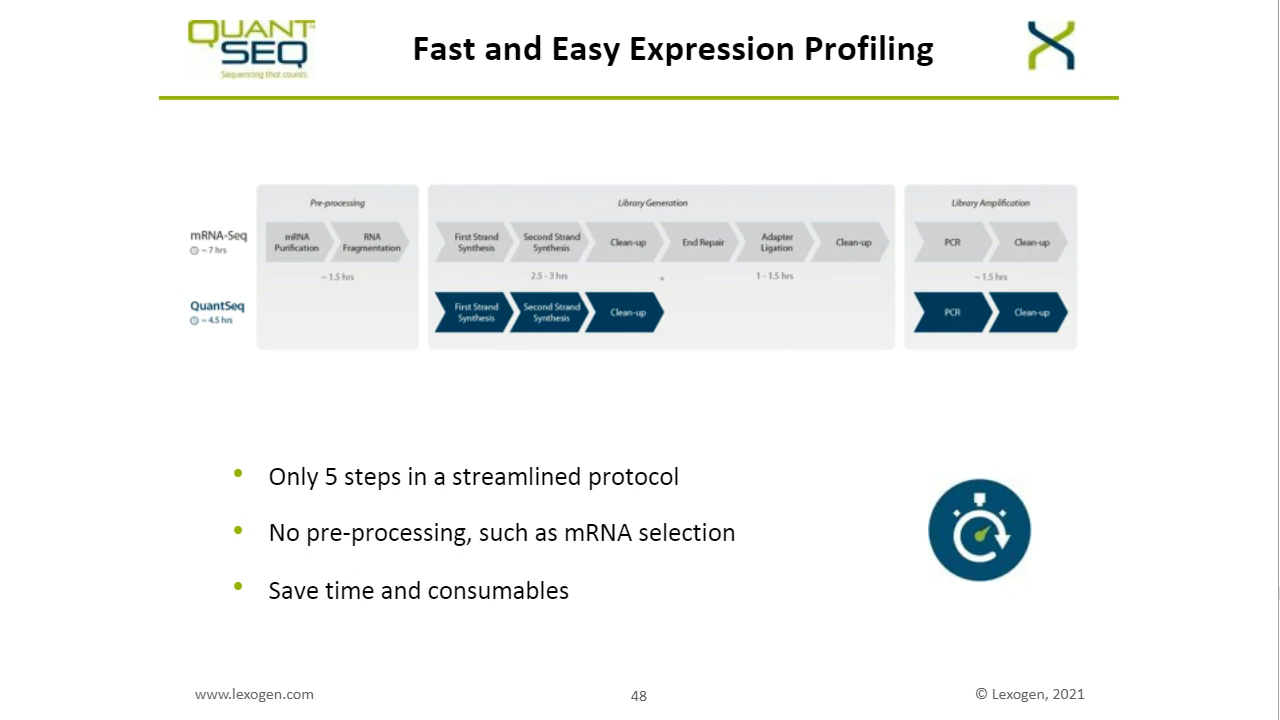 QUANT™
SEQ
Sequencing that counts
Fast and Easy Expression Profiling
Pre-processing
Library Generation
Library Amplification
mRNA-Seq
~ 7 hrs
mRNA
Purification
RNA
Fragmentation
First Strand
Synthesis
Second Strand
Synthesis
Clean-up
End Repair
Adapter
Ligation
Clean-up
PCR
Clean-up
~ 1.5 hrs
2.5 - 3 hrs
+
1 - 1.5 hrs
~ 1.5 hrs
QuantSeq
~ 4.5 hrs
First Strand
Synthesis
Second Strand
Synthesis
Clean-up
PCR
Clean-up
• Only 5 steps in a streamlined protocol
• No pre-processing, such as mRNA selection
• Save time and consumables
www.lexogen.com
48
© Lexogen, 2021